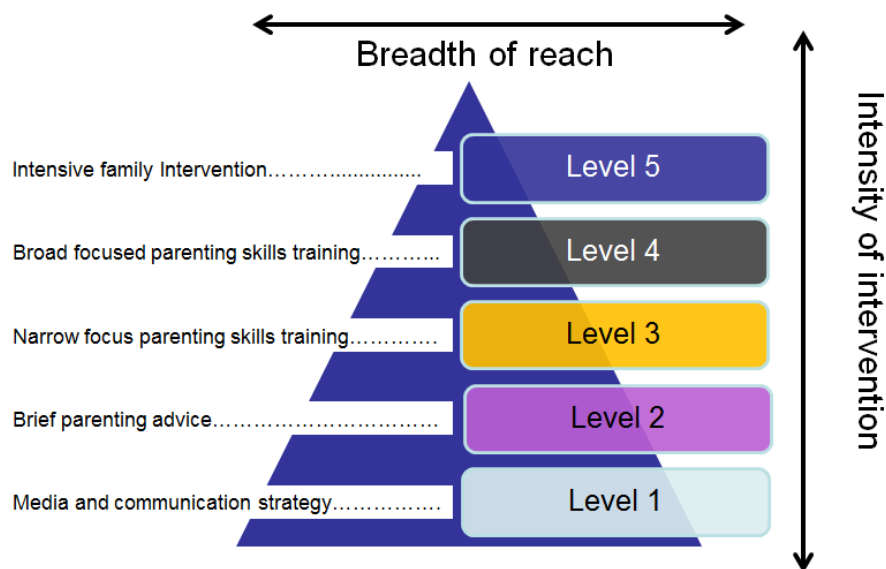 Breadth of reach
Intensive family Intervention………................
Level 5
Broad focused parenting skills training………...
Level 4
Narrow focus parenting skills training………….
Level 3
Brief parenting advice……………………………
Level 2
Media and communication strategy…………….
Level 1
Intensity of intervention